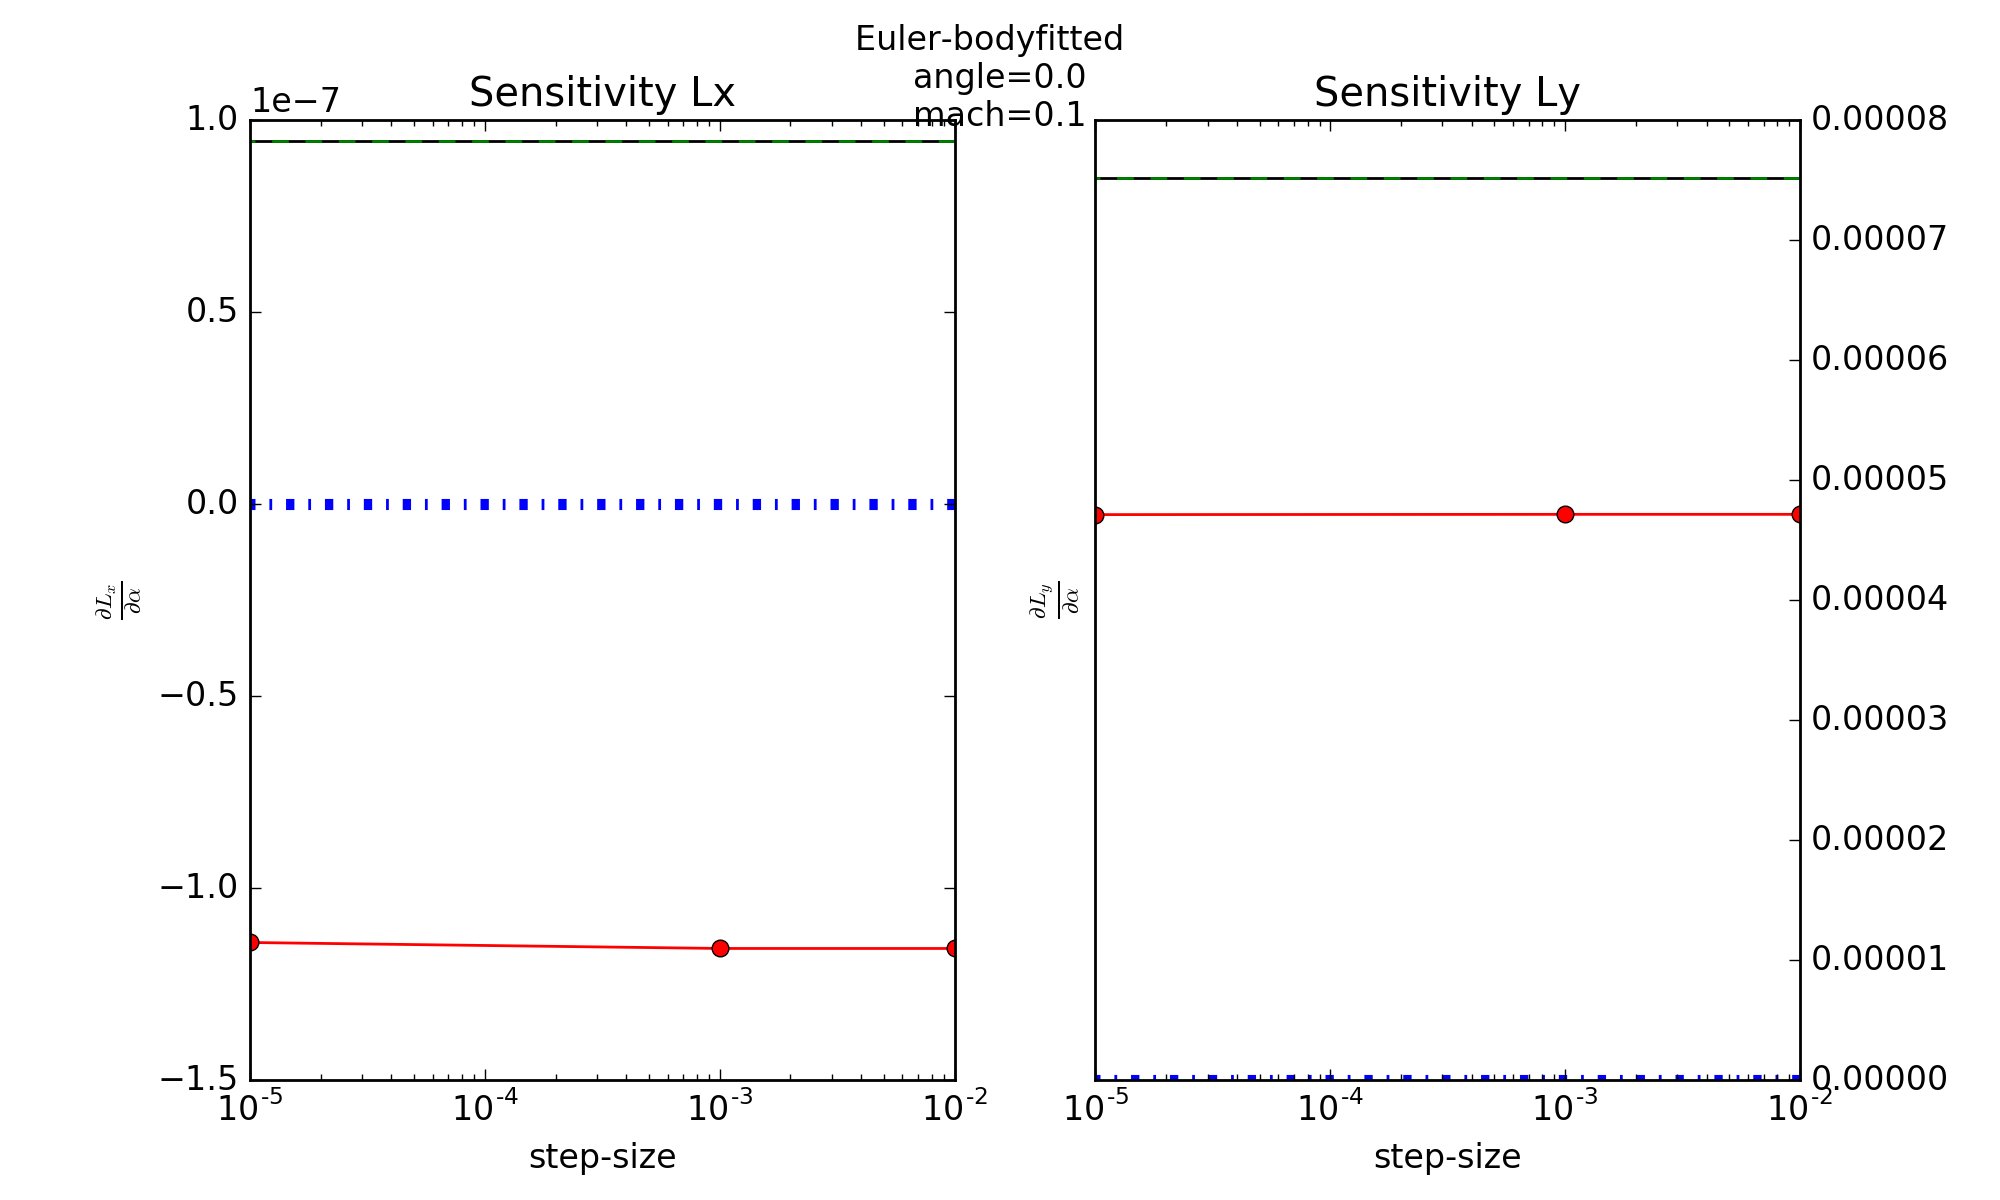 Euler-bodyfitted
angle=0.0
mach=0.1
Sensitivity Lx
1e−7
1.0
0.5
0.0
−0.5
−1.0
−1.5
∂Lₓ/∂α
10⁻⁵ 10⁻⁴ 10⁻³ 10⁻²
step-size
Sensitivity Ly
0.00008
0.00007
0.00006
0.00005
0.00004
0.00003
0.00002
0.00001
0.00000
∂L_y/∂α
10⁻⁵ 10⁻⁴ 10⁻³ 10⁻²
step-size